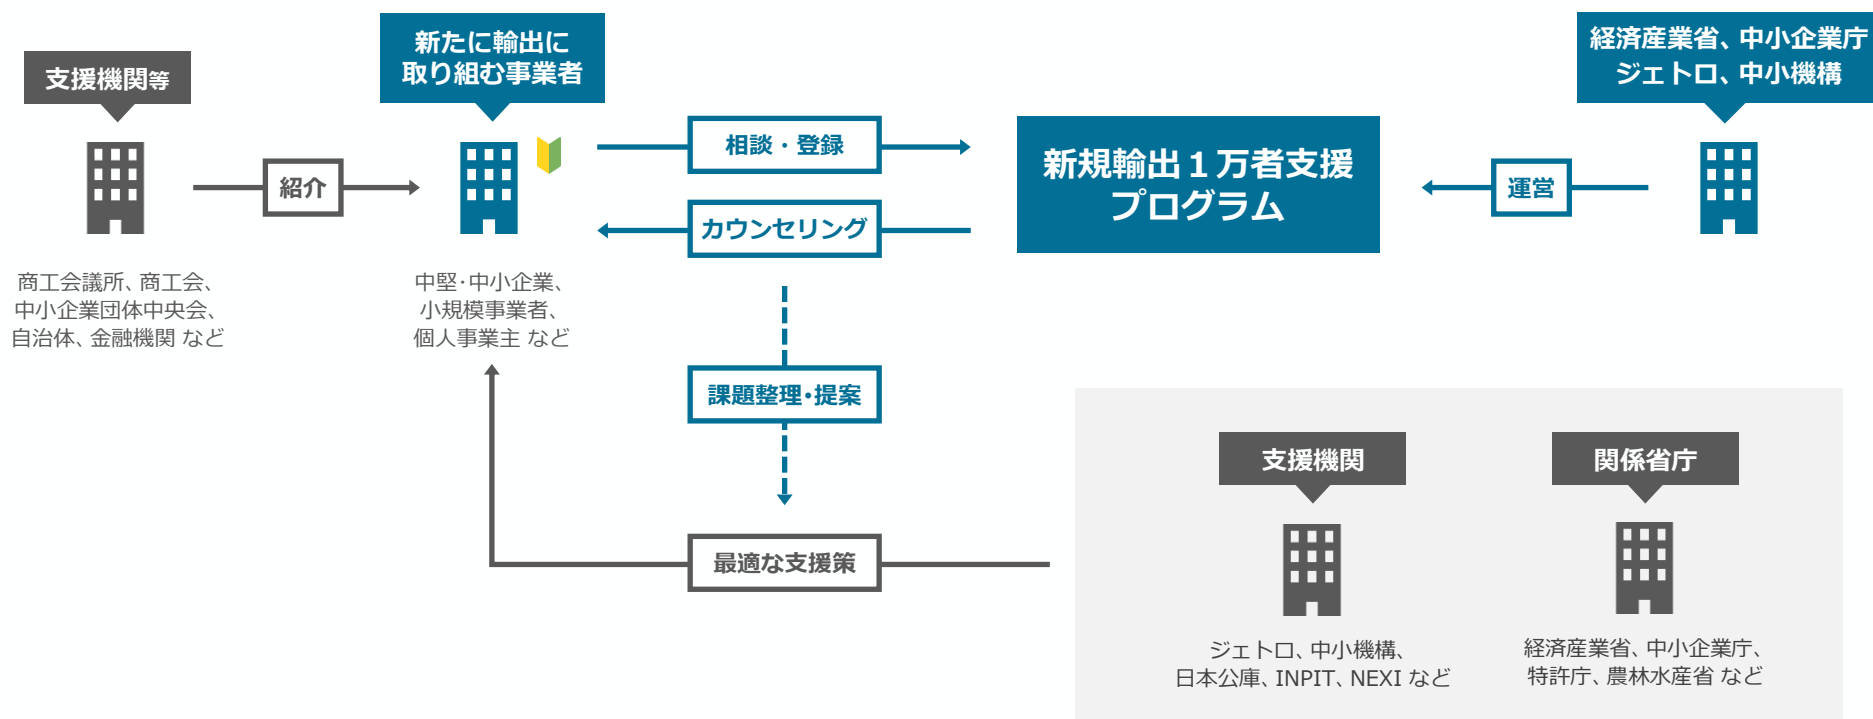 支援機関等
商工会議所、商工会、
中小企業団体中央会、
自治体、金融機関 など
紹介
新たに輸出に
取り組む事業者
中堅・中小企業、
小規模事業者、
個人事業主 など
相談・登録
カウンセリング
課題整理・提案
最適な支援策
新規輸出１万者支援
プログラム
運営
経済産業省、中小企業庁
ジェトロ、中小機構
支援機関
ジェトロ、中小機構、
日本公庫、INPIT、NEXI など
関係省庁
経済産業省、中小企業庁、
特許庁、農林水産省 など